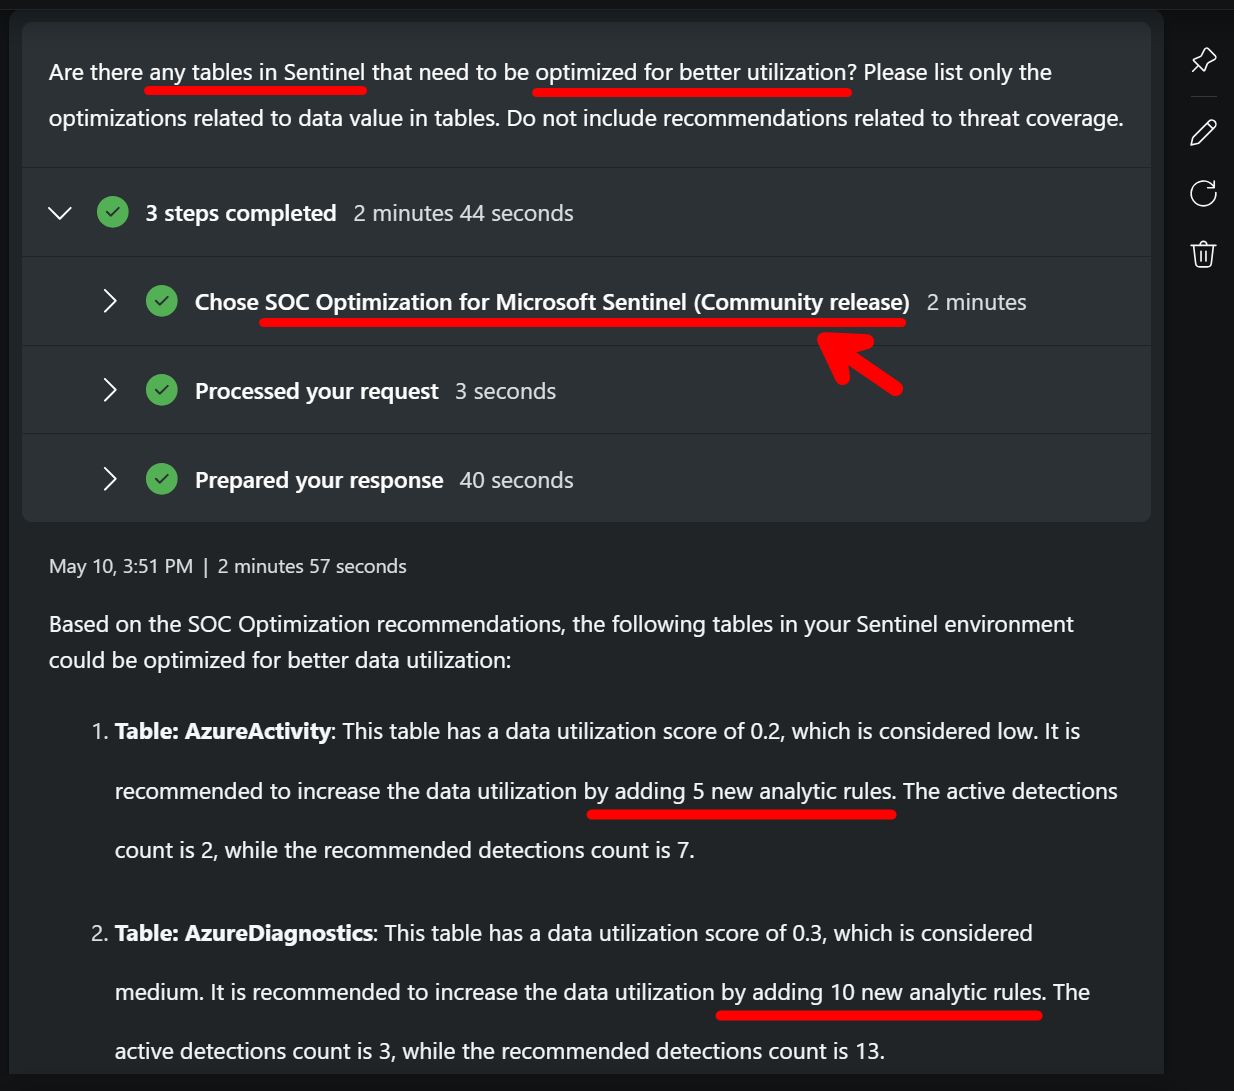 Are there any tables in Sentinel that need to be optimized for better utilization? Please list only the
optimizations related to data value in tables. Do not include recommendations related to threat coverage.
3 steps completed 2 minutes 44 seconds
Chose SOC Optimization for Microsoft Sentinel (Community release) 2 minutes
Processed your request 3 seconds
Prepared your response 40 seconds
May 10, 3:51 PM | 2 minutes 57 seconds
Based on the SOC Optimization recommendations, the following tables in your Sentinel environment
could be optimized for better data utilization:
1. Table: AzureActivity: This table has a data utilization score of 0.2, which is considered low. It is
recommended to increase the data utilization by adding 5 new analytic rules. The active detections
count is 2, while the recommended detections count is 7.
2. Table: AzureDiagnostics: This table has a data utilization score of 0.3, which is considered
medium. It is recommended to increase the data utilization by adding 10 new analytic rules. The
active detections count is 3, while the recommended detections count is 13.